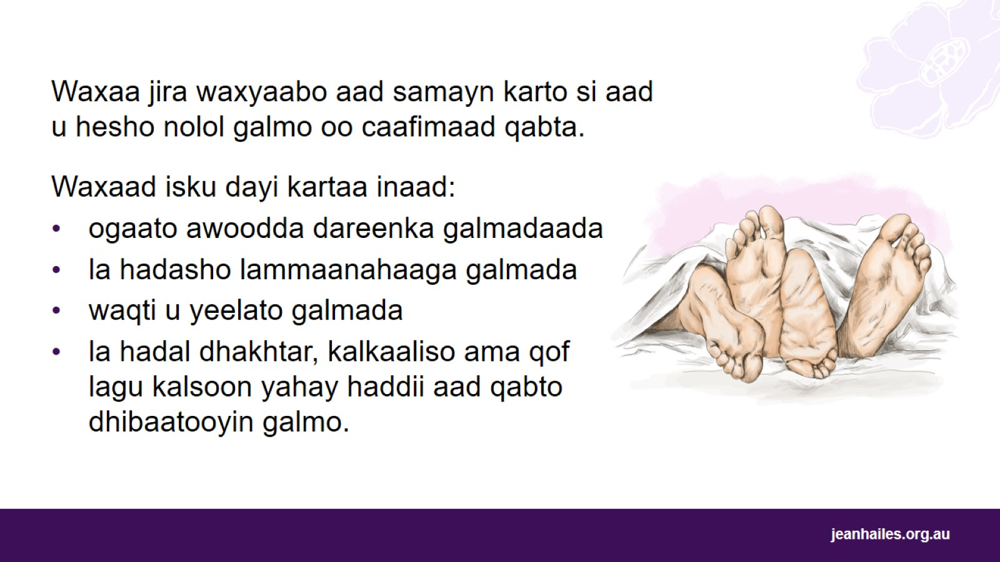 Waxaa jira waxyaabo aad samayn karto si aad
u hesho nolol galmo oo caafimaad qabta.
Waxaad isku dayi kartaa inaad:
• ogaato awoodda dareenka galmadaada
• la hadasho lammaanahaaga galmada
• waqti u yeelato galmada
• la hadal dhakhtar, kalkaaliso ama qof
lagu kalsoon yahay haddii aad qabto
dhibaatooyin galmo.
jeanhailes.org.au